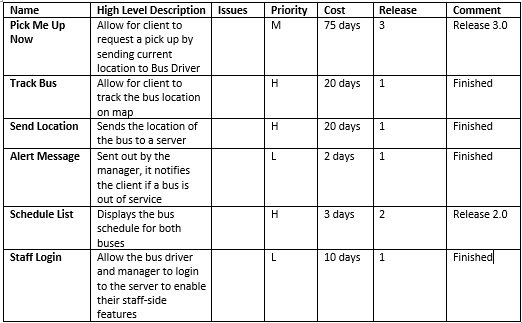 Name High Level Description Issues Priority Cost Release Comment
Pick Me Up Allow for client to M 75 days 3 Release 3.0
Now request a pick up by
sending current
location to Bus Driver
Track Bus Allow for client to H 20 days 1 Finished
track the bus location
on map
Send Location Sends the location of H 20 days 1 Finished
the bus to a server
Alert Message Sent out by the L 2 days 1 Finished
manager, it notifies
the client if a bus is
out of service
Schedule List Displays the bus H 3 days 2 Release 2.0
schedule for both
buses
Staff Login Allow the bus driver L 10 days 1 Finished
and manager to login
to the server to enable
their staff-side
features